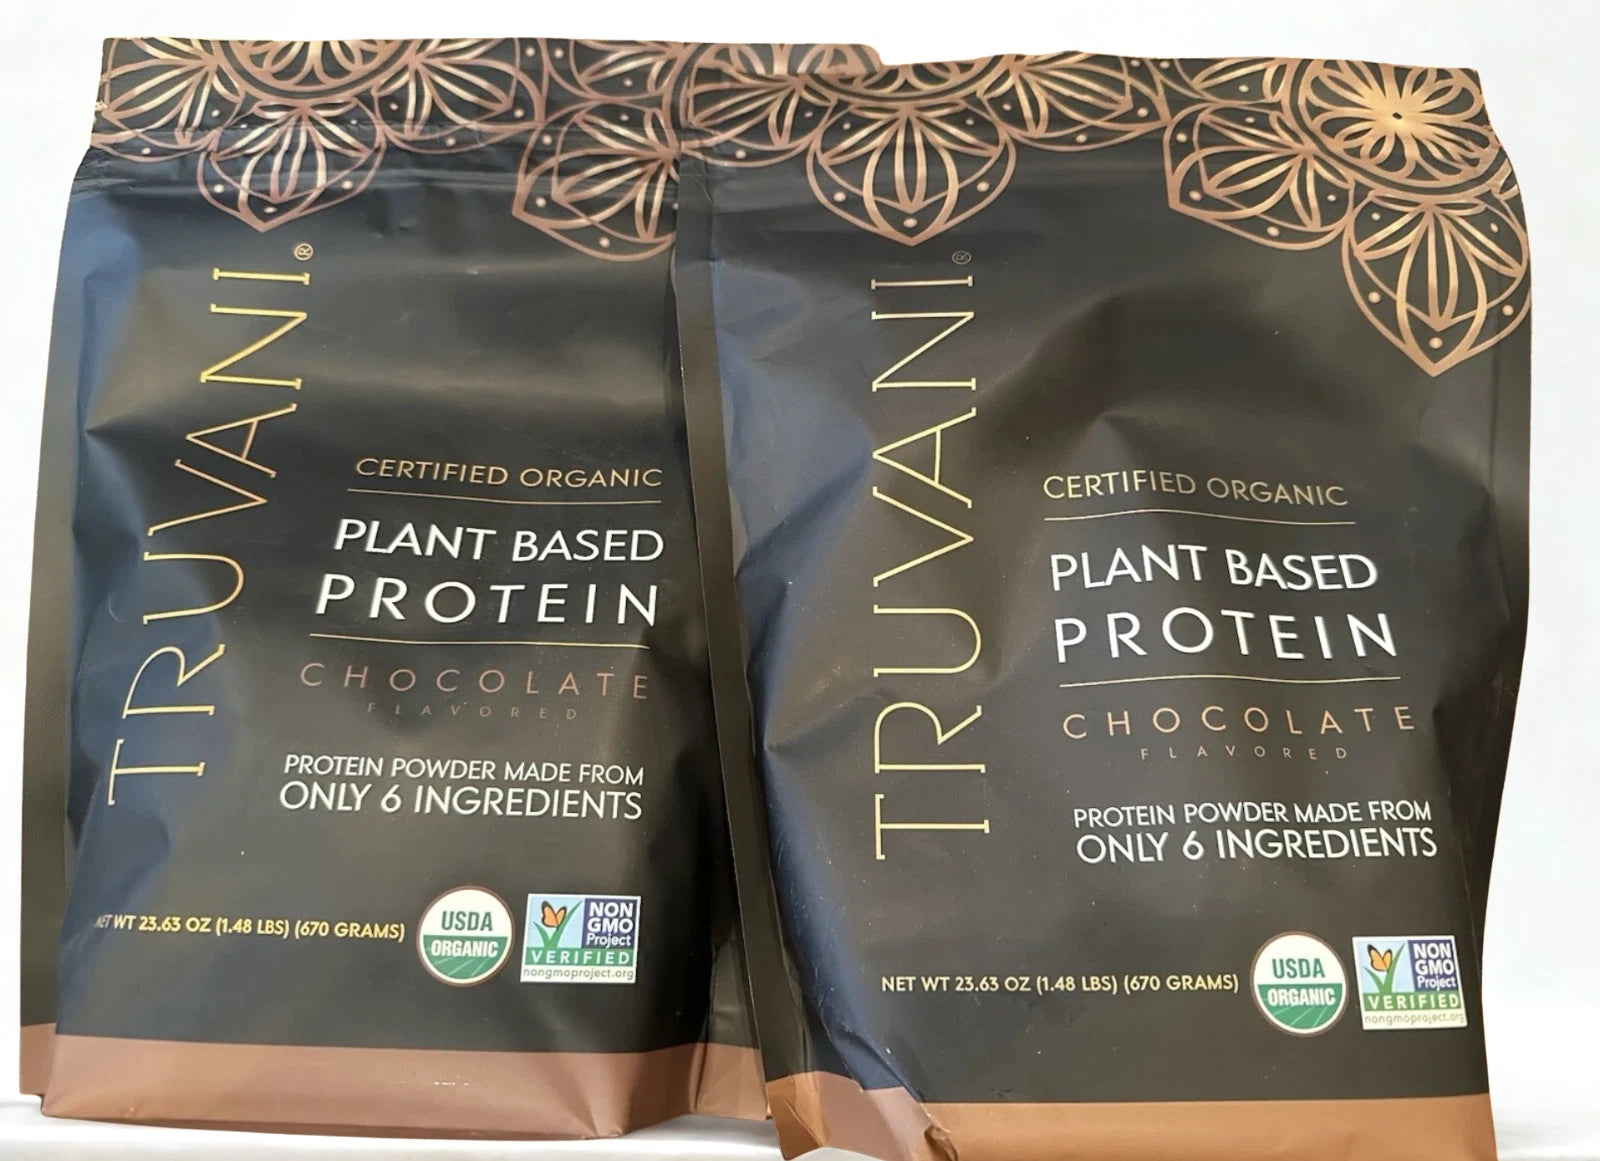 TRUVANI®
CERTIFIED ORGANIC
PLANT BASED
PROTEIN
CHOCOLATE
FLAVORED
PROTEIN POWDER MADE FROM
ONLY 6 INGREDIENTS
NET WT 23.63 OZ (1.48 LBS) (670 GRAMS)
USDA
ORGANIC
NON
GMO
Project
VERIFIED
nongmoproject.org
TRUVANI®
CERTIFIED ORGANIC
PLANT BASED
PROTEIN
CHOCOLATE
FLAVORED
PROTEIN POWDER MADE FROM
ONLY 6 INGREDIENTS
NET WT 23.63 OZ (1.48 LBS) (670 GRAMS)
USDA
ORGANIC
NON
GMO
Project
VERIFIED
nongmoproject.org